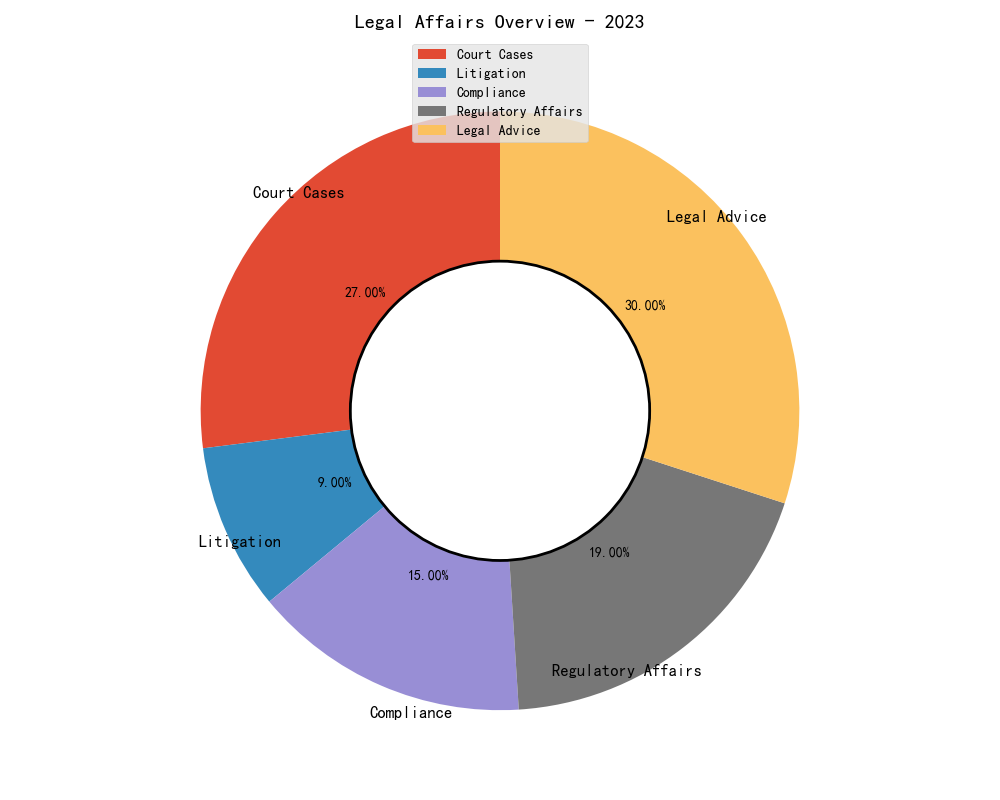 Legal Affairs Overview - 2023
Court Cases
Litigation
Compliance
Regulatory Affairs
Legal Advice
Court Cases
Legal Advice
27.00%
30.00%
9.00%
Litigation
19.00%
15.00%
Regulatory Affairs
Compliance